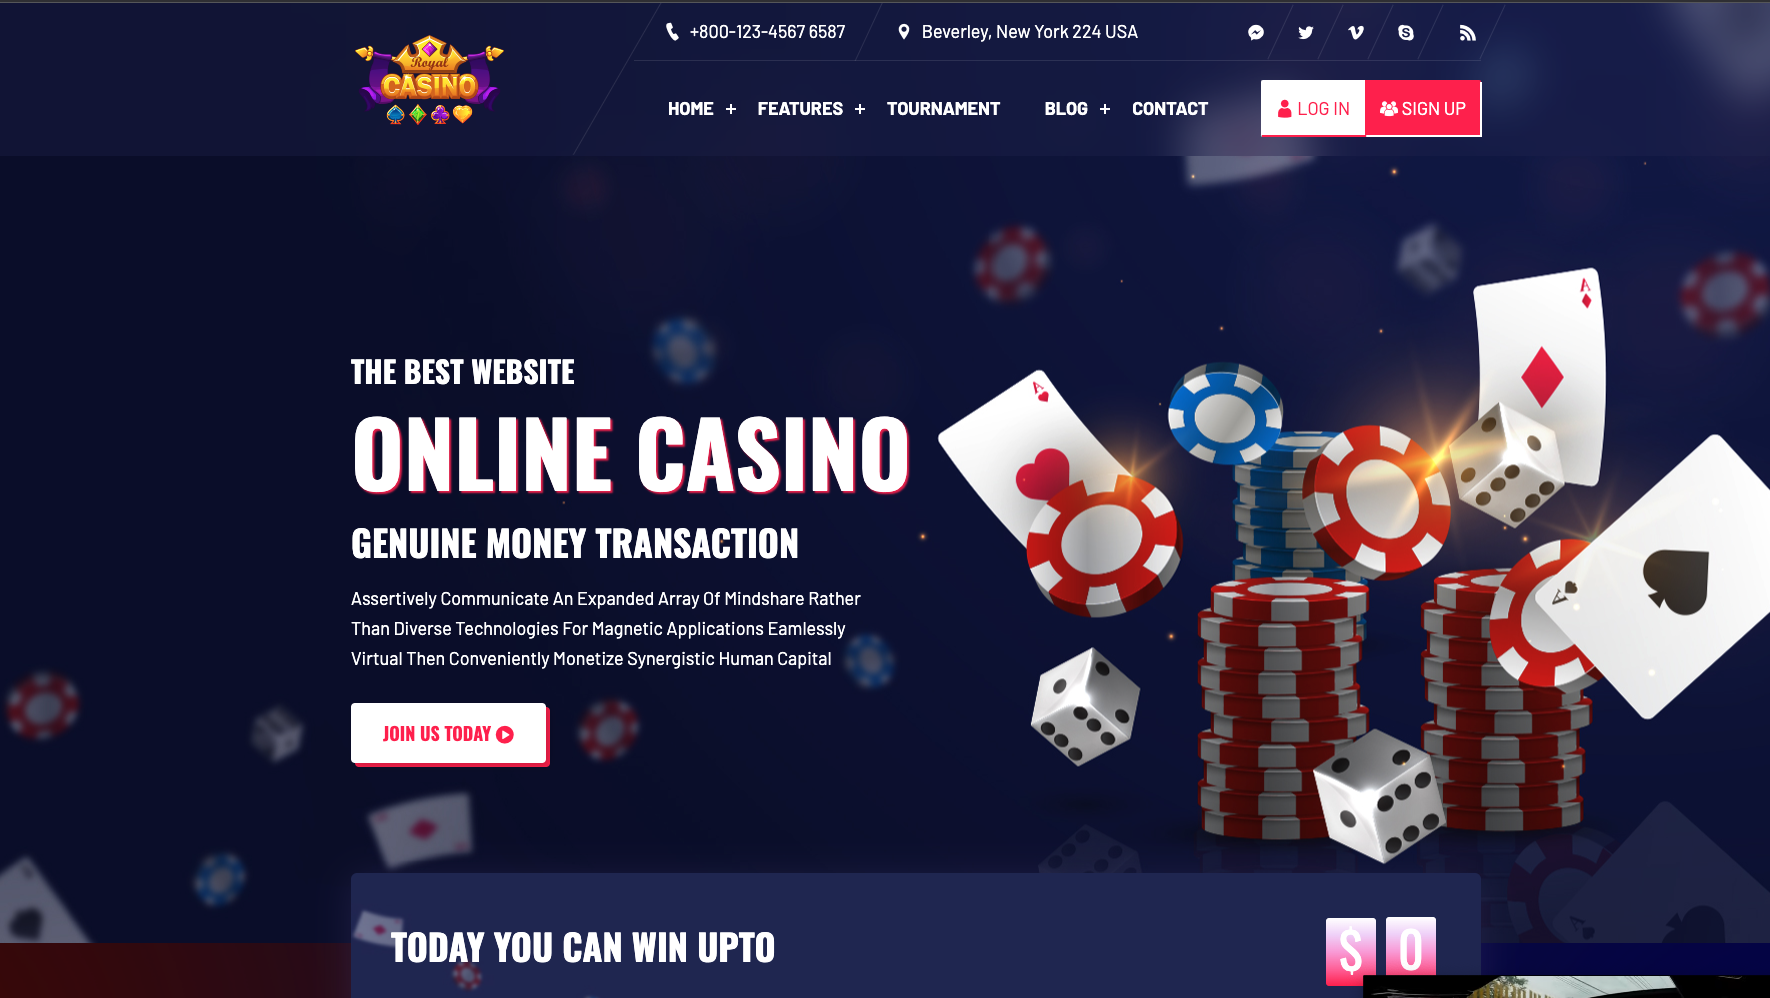 +800-123-4567 6587
Beverley, New York 224 USA
Royal
CASINO
HOME + FEATURES + TOURNAMENT BLOG + CONTACT
LOG IN
SIGN UP
THE BEST WEBSITE
ONLINE CASINO
GENUINE MONEY TRANSACTION
Assertively Communicate An Expanded Array Of Mindshare Rather
Than Diverse Technologies For Magnetic Applications Eamlessly
Virtual Then Conveniently Monetize Synergistic Human Capital
JOIN US TODAY
A
A
A
TODAY YOU CAN WIN UPTO
$ 0